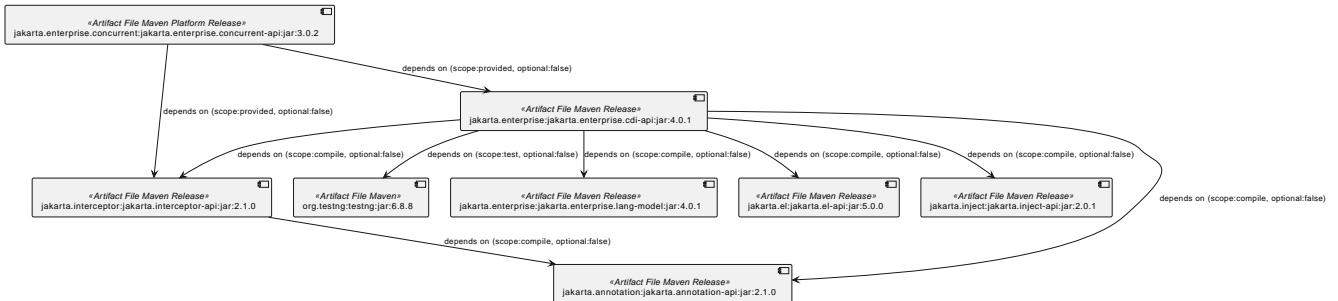 «Artifact File Maven Platform Release»
jakarta.enterprise.concurrent:jakarta.enterprise.concurrent-api:jar:3.0.2
depends on (scope:provided, optional:false)
depends on (scope:provided, optional:false)
«Artifact File Maven Release»
jakarta.enterprise:jakarta.enterprise.cdi-api:jar:4.0.1
depends on (scope:compile, optional:false)
depends on (scope:test, optional:false)
depends on (scope:compile, optional:false)
depends on (scope:compile, optional:false)
depends on (scope:compile, optional:false)
depends on (scope:compile, optional:false)
«Artifact File Maven Release»
jakarta.interceptor:jakarta.interceptor-api:jar:2.1.0
«Artifact File Maven»
org.testng:testng:jar:6.8.8
«Artifact File Maven Release»
jakarta.enterprise:jakarta.enterprise.lang-model:jar:4.0.1
«Artifact File Maven Release»
jakarta.el:jakarta.el-api:jar:5.0.0
«Artifact File Maven Release»
jakarta.inject:jakarta.inject-api:jar:2.0.1
depends on (scope:compile, optional:false)
«Artifact File Maven Release»
jakarta.annotation:jakarta.annotation-api:jar:2.1.0